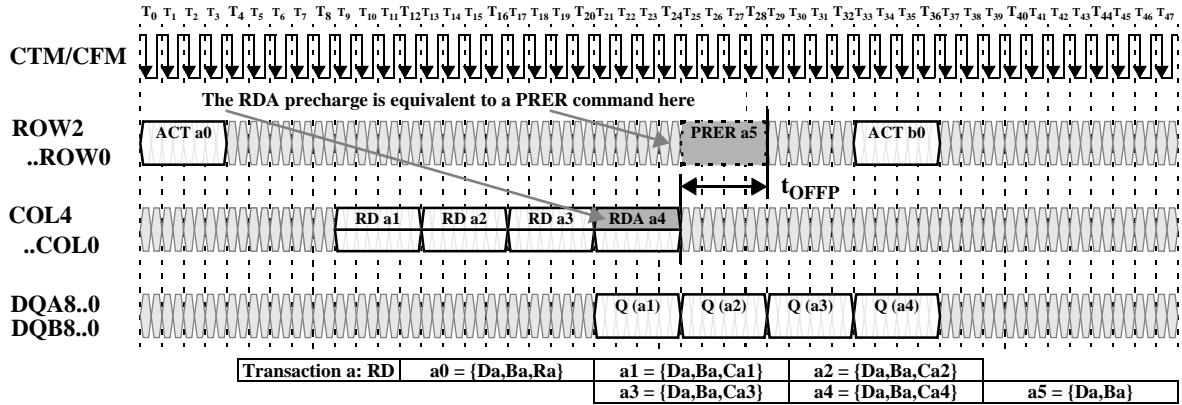 T0 T1 T2 T3 T4 T5 T6 T7 T8 T9 T10 T11 T12 T13 T14 T15 T16 T17 T18 T19 T20 T21 T22 T23 T24 T25 T26 T27 T28 T29 T30 T31 T32 T33 T34 T35 T36 T37 T38 T39 T40 T41 T42 T43 T44 T45 T46 T47
CTM/CFM
The RDA precharge is equivalent to a PRER command here
ROW2 ACT a0 PRER a5 ACT b0
..ROW0
tOFFP
COL4 RD a1 RD a2 RD a3 RDA a4
..COL0
DQA8..0 Q (a1) Q (a2) Q (a3) Q (a4)
DQB8..0
Transaction a: RD a0 = {Da,Ba,Ra} a1 = {Da,Ba,Ca1} a2 = {Da,Ba,Ca2}
a3 = {Da,Ba,Ca3} a4 = {Da,Ba,Ca4} a5 = {Da,Ba}